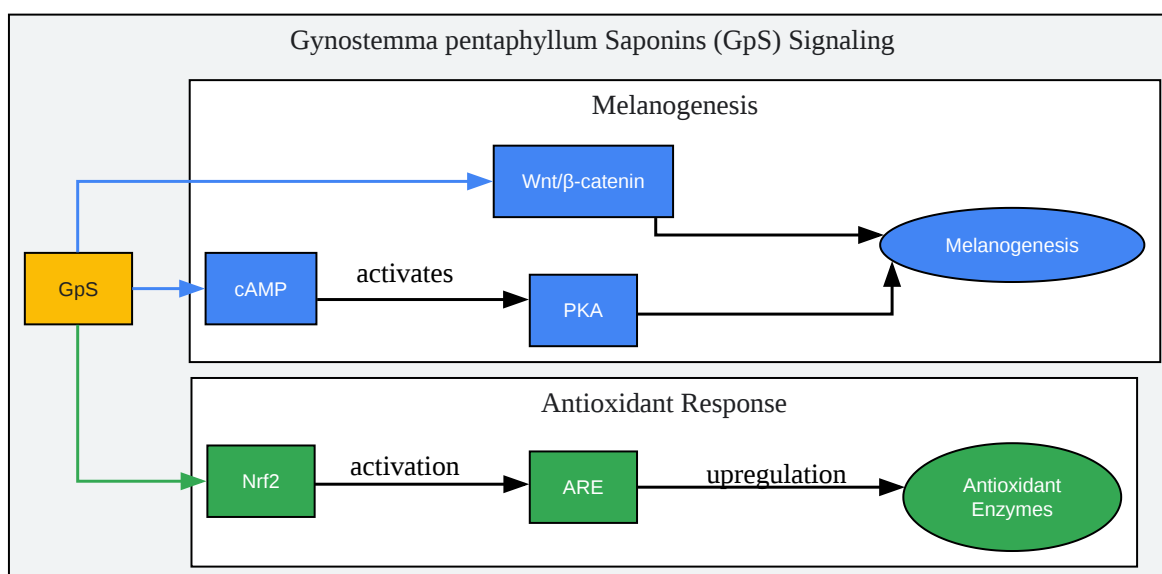 Gynostemma pentaphyllum Saponins (GpS) Signaling
Melanogenesis
Wnt/β-catenin
Melanogenesis
GpS
cAMP
activates
PKA
Antioxidant Response
Nrf2
activation
ARE
upregulation
Antioxidant
Enzymes